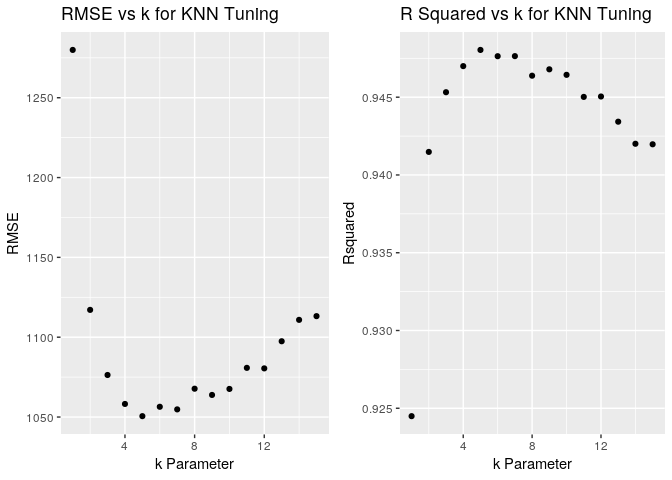 RMSE vs k for KNN Tuning
RMSE
1250
1200
1150
1100
1050
4
8
12
k Parameter
R Squared vs k for KNN Tuning
Rsquared
0.945
0.940
0.935
0.930
0.925
4
8
12
k Parameter